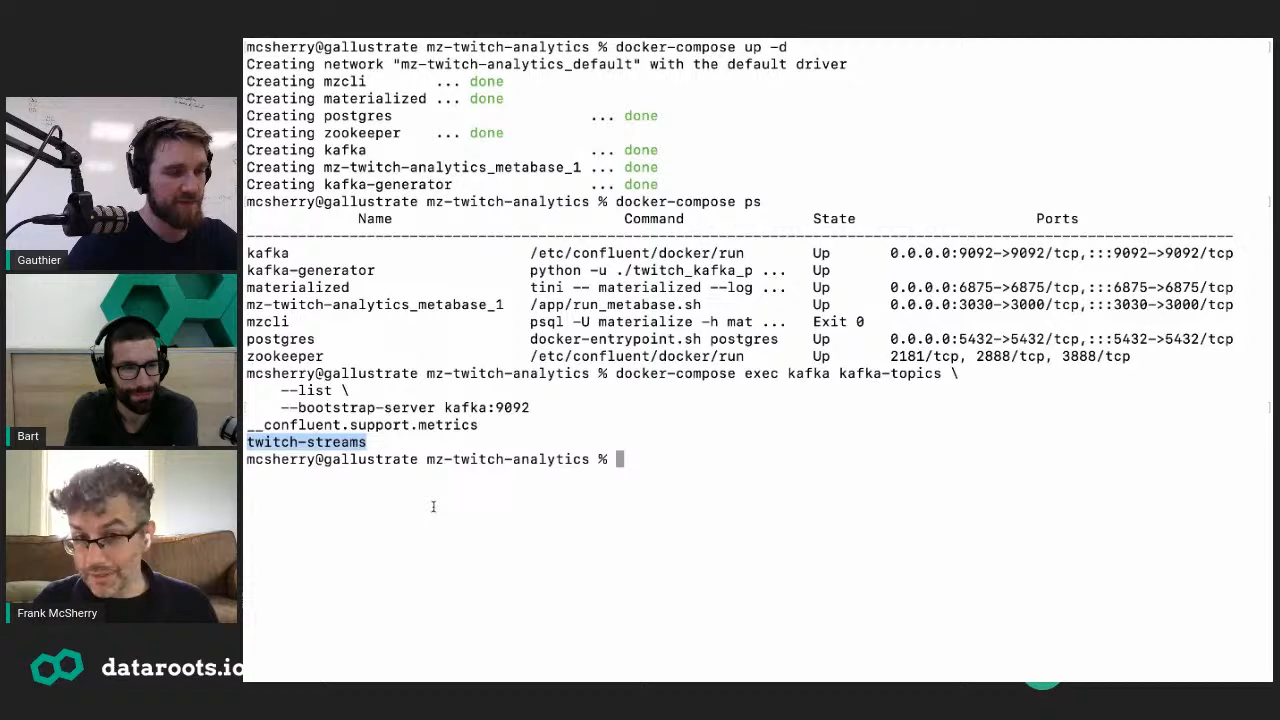 mcsherry@gallustrate mz-twitch-analytics % docker-compose up -d
Creating network "mz-twitch-analytics_default" with the default driver
Creating mzcli ... done
Creating materialized ... done
Creating postgres ... done
Creating zookeeper ... done
Creating kafka ... done
Creating mz-twitch-analytics_metabase_1 ... done
Creating kafka-generator ... done
mcsherry@gallustrate mz-twitch-analytics % docker-compose ps
Name Command State Ports
--------------------------------------------------------------------------------------------------------------------
kafka /etc/confluent/docker/run Up 0.0.0.0:9092->9092/tcp,:::9092->9092/tcp
kafka-generator python -u ./twitch_kafka_p ... Up
materialized tini -- materialized --log ... Up 0.0.0.0:6875->6875/tcp,:::6875->6875/tcp
mz-twitch-analytics_metabase_1 /app/run_metabase.sh Up 0.0.0.0:3030->3000/tcp,:::3030->3000/tcp
mzcli psql -U materialize -h mat ... Exit 0
postgres docker-entrypoint.sh postgres Up 0.0.0.0:5432->5432/tcp,:::5432->5432/tcp
zookeeper /etc/confluent/docker/run Up 2181/tcp, 2888/tcp, 3888/tcp
mcsherry@gallustrate mz-twitch-analytics % docker-compose exec kafka kafka-topics \
--list \
--bootstrap-server kafka:9092
__confluent.support.metrics
twitch-streams
mcsherry@gallustrate mz-twitch-analytics %
Gauthier
Bart
Frank McSherry
dataroots.io